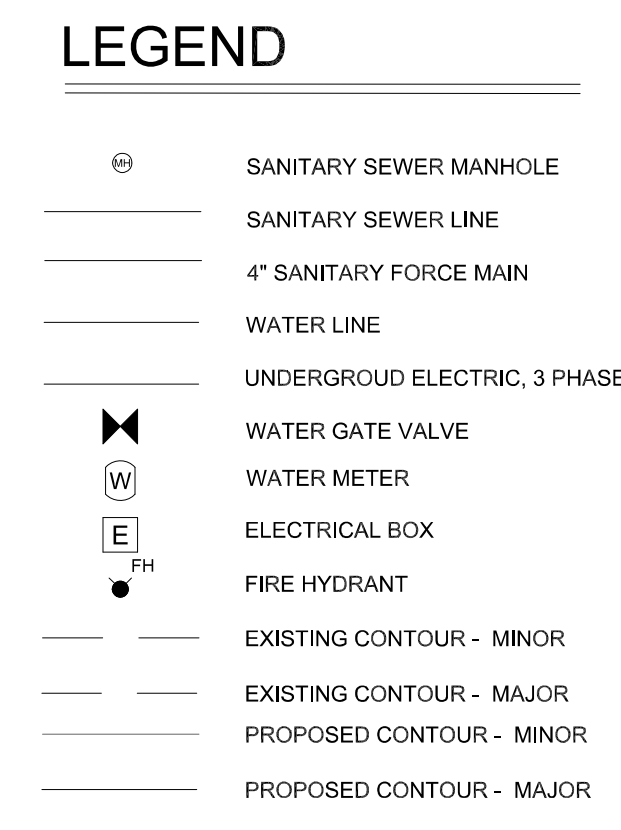 LEGEND
MH SANITARY SEWER MANHOLE
SANITARY SEWER LINE
4" SANITARY FORCE MAIN
WATER LINE
UNDERGROUD ELECTRIC, 3 PHASE
WATER GATE VALVE
W WATER METER
E ELECTRICAL BOX
FH
FIRE HYDRANT
EXISTING CONTOUR - MINOR
EXISTING CONTOUR - MAJOR
PROPOSED CONTOUR - MINOR
PROPOSED CONTOUR - MAJOR